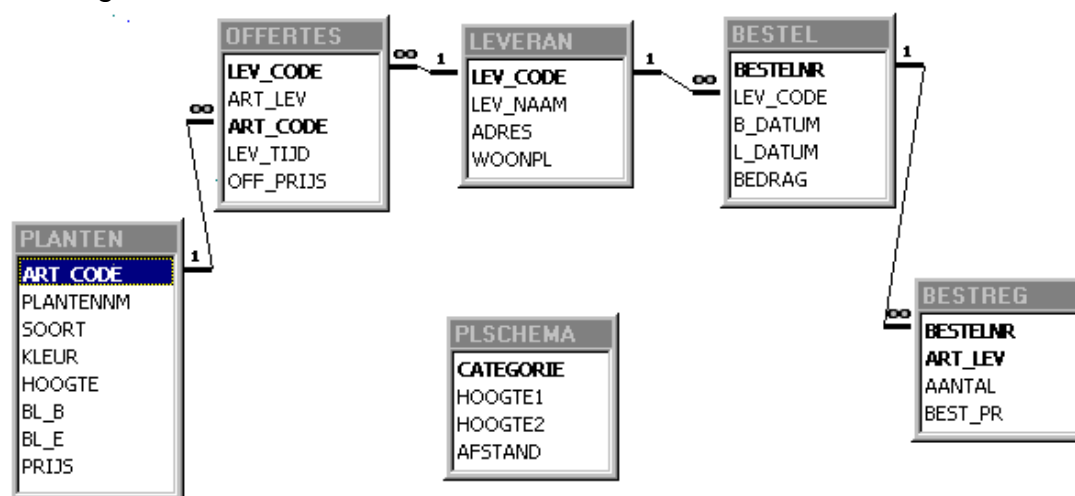 OFFERTES
LEV_CODE
ART_LEV
ART_CODE
LEV_TIJD
OFF_PRIJS
∞
1
LEVERAN
LEV_CODE
LEV_NAAM
ADRES
WOONPL
1
∞
BESTEL
BESTELNR
LEV_CODE
B_DATUM
L_DATUM
BEDRAG
1
∞
PLANTEN
ART_CODE
PLANTENNM
SOORT
KLEUR
HOOGTE
BL_B
BL_E
PRIJS
1
PLSCHEMA
CATEGORIE
HOOGTE1
HOOGTE2
AFSTAND
∞
BESTREG
BESTELNR
ART_LEV
AANTAL
BEST_PR